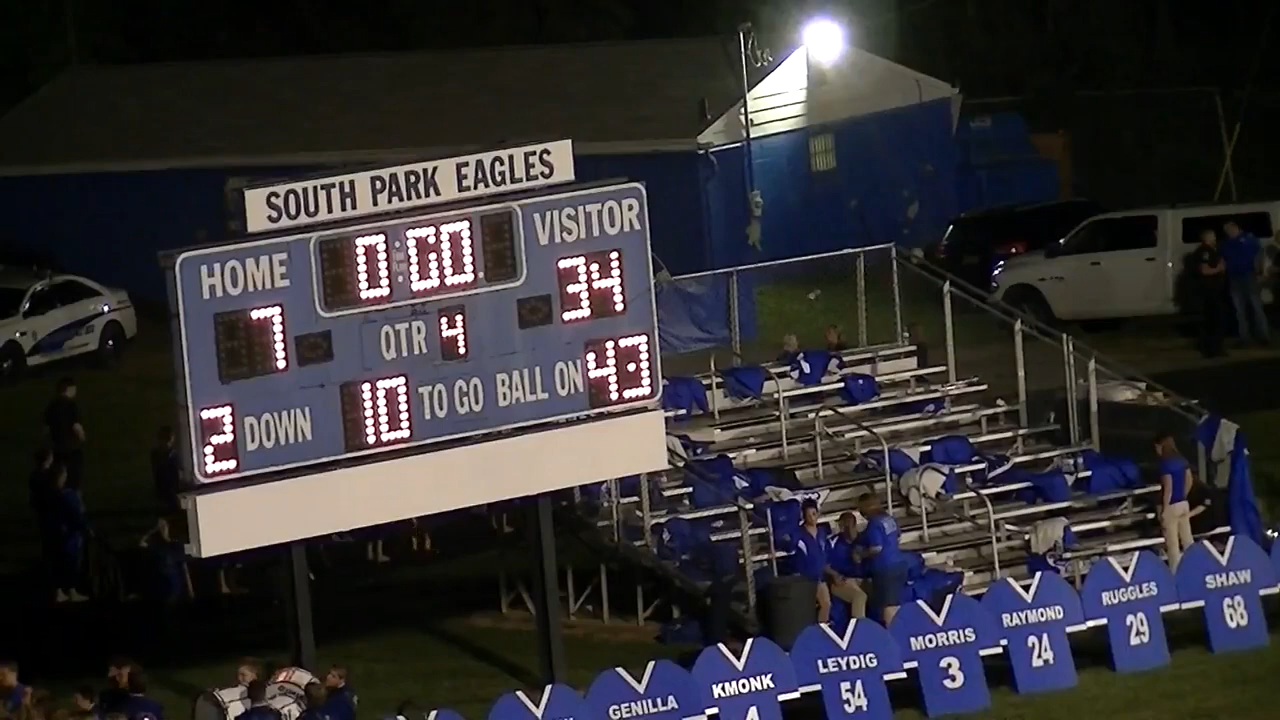 SOUTH PARK EAGLES
HOME 0:00 VISITOR
7 QTR 4 34
2 DOWN 10 TO GO BALL ON 43
SHAW
68
RUGGLES
29
RAYMOND
24
MORRIS
3
LEYDIG
54
KMONK
GENILLA